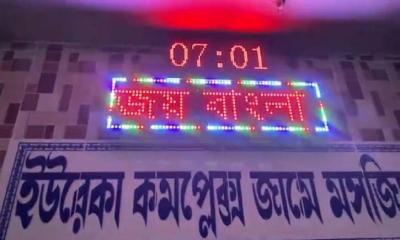 07:01
জয় বাংলা
ইউরেকা কমপ্লেক্স জামে মসজি